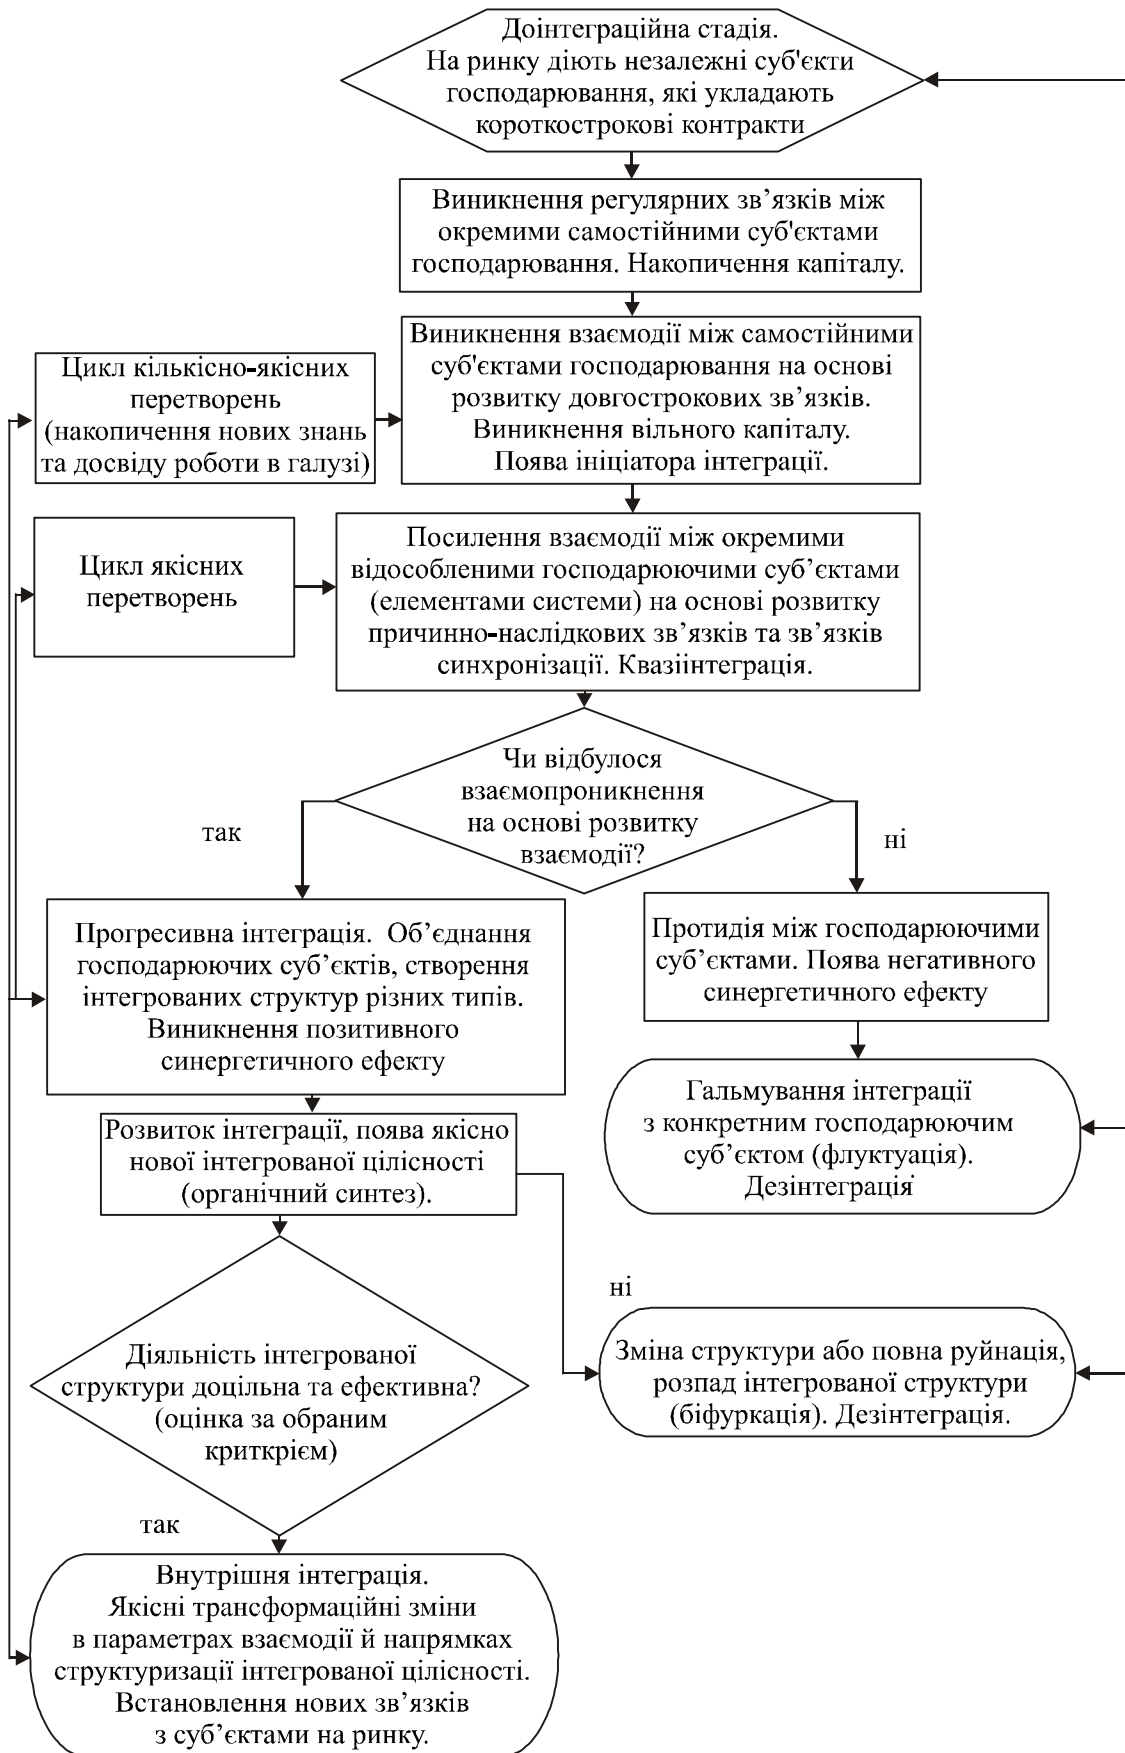 Доінтеграційна стадія.
На ринку діють незалежні суб'єкти
господарювання, які укладають
короткострокові контракти
Виникнення регулярних зв’язків між
окремими самостійними суб'єктами
господарювання. Накопичення капіталу.
Виникнення взаємодії між самостійними
суб'єктами господарювання на основі
розвитку довгострокових зв’язків.
Виникнення вільного капіталу.
Поява ініціатора інтеграції.
Цикл кількісно-якісних
перетворень
(накопичення нових знань
та досвіду роботи в галузі)
Посилення взаємодії між окремими
відособленими господарюючими суб’єктами
(елементами системи) на основі розвитку
причинно-наслідкових зв’язків та зв’язків
синхронізації. Квазіінтеграція.
Цикл якісних
перетворень
Чи відбулося
взаємопроникнення
на основі розвитку
взаємодії?
так
ні
Прогресивна інтеграція. Об’єднання
господарюючих суб’єктів, створення
інтегрованих структур різних типів.
Виникнення позитивного
синергетичного ефекту
Протидія між господарюючими
суб’єктами. Поява негативного
синергетичного ефекту
Гальмування інтеграції
з конкретним господарюючим
суб’єктом (флуктуація).
Дезінтеграція
Розвиток інтеграції, поява якісно
нової інтегрованої цілісності
(органічний синтез).
ні
Діяльність інтегрованої
структури доцільна та ефективна?
(оцінка за обраним
криткрієм)
Зміна структури або повна руйнація,
розпад інтегрованої структури
(біфуркація). Дезінтеграція.
так
Внутрішня інтеграція.
Якісні трансформаційні зміни
в параметрах взаємодії й напрямках
структуризації інтегрованої цілісності.
Встановлення нових зв’язків
з суб’єктами на ринку.